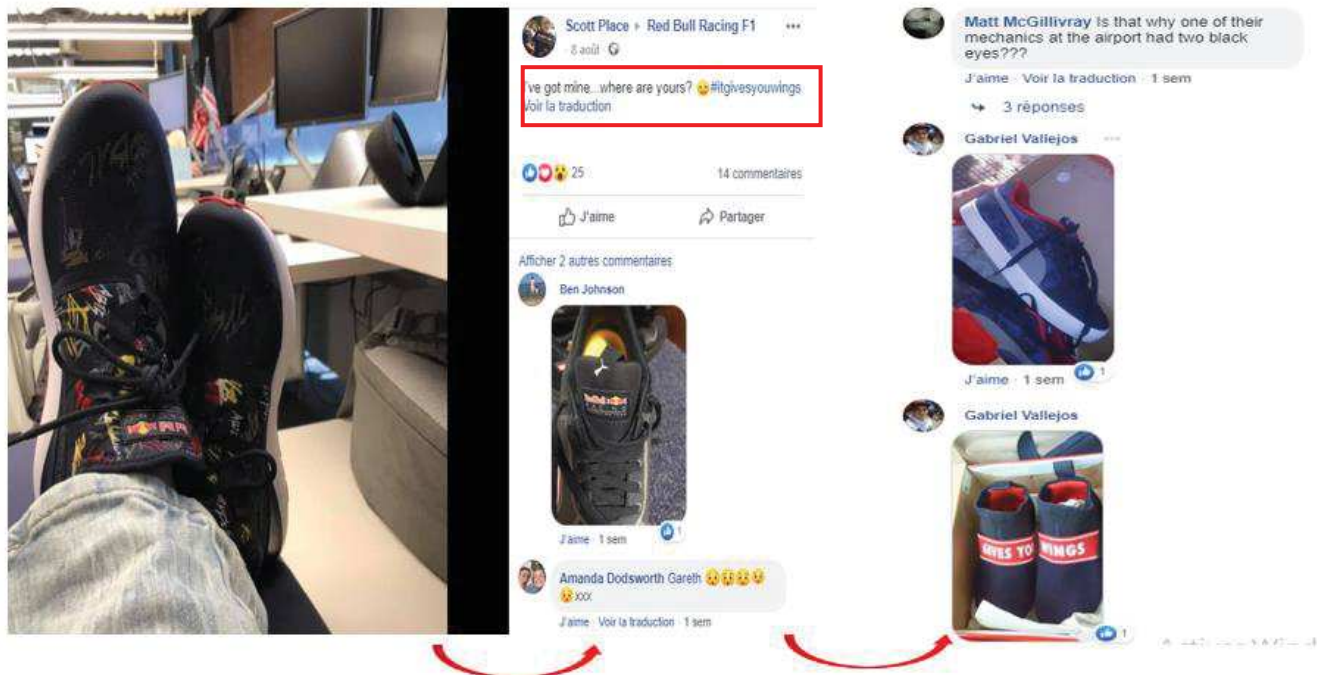 Scott Place ▸ Red Bull Racing F1
8 août
've got mine...where are yours? 😉#itgivesyouwings
Voir la traduction
25
14 commentaires
J'aime
Partager
Afficher 2 autres commentaires
Ben Johnson
Red Bull
J'aime · 1 sem
1
Amanda Dodsworth Gareth 😟😟😟😟
😟 xxx
J'aime · Voir la traduction · 1 sem
Matt McGillivray Is that why one of their
mechanics at the airport had two black
eyes???
J'aime · Voir la traduction · 1 sem
3 réponses
Gabriel Vallejos
J'aime · 1 sem
1
Gabriel Vallejos
GIVES YOU WINGS
1